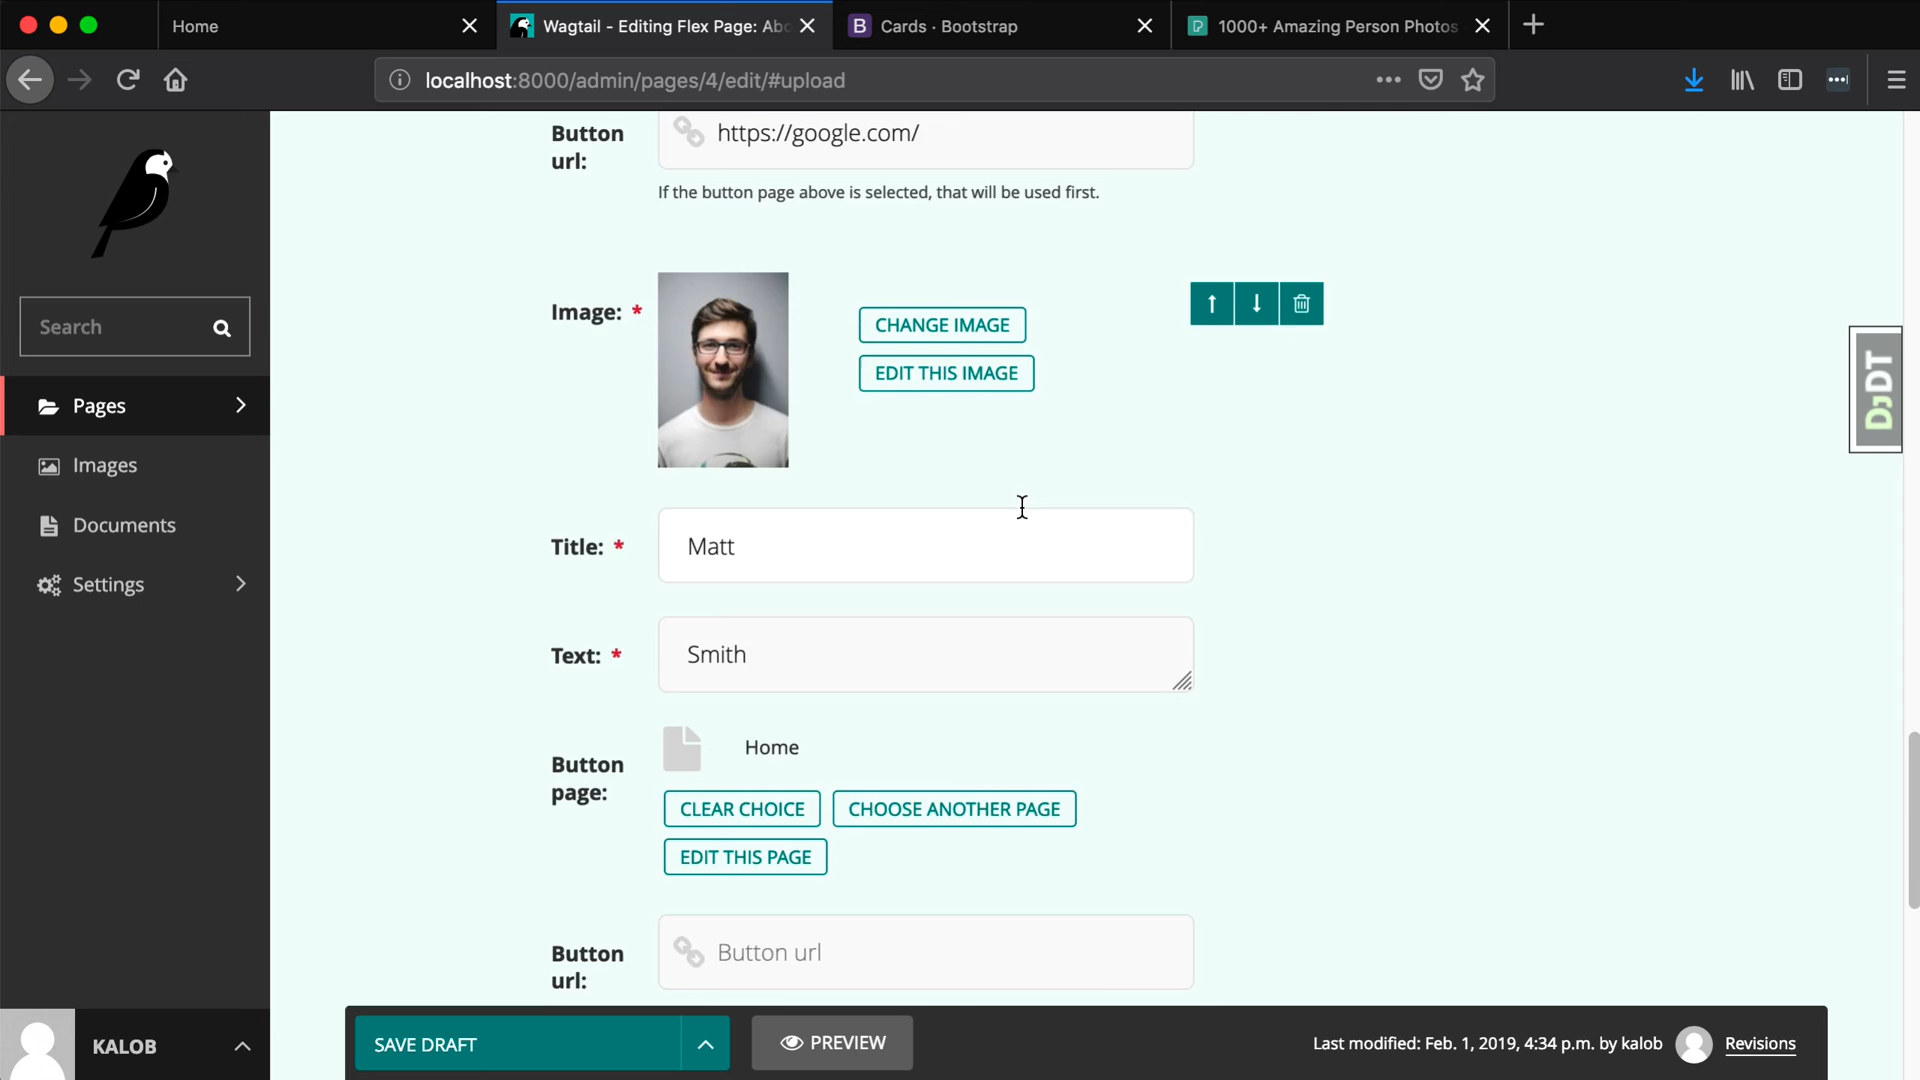 Home
Wagtail - Editing Flex Page: Abo
B Cards · Bootstrap
1000+ Amazing Person Photos
localhost:8000/admin/pages/4/edit/#upload
Search
Pages
Images
Documents
Settings
KALOB
Button url:
https://google.com/
If the button page above is selected, that will be used first.
Image: *
CHANGE IMAGE
EDIT THIS IMAGE
Title: *
Matt
Text: *
Smith
Button page:
Home
CLEAR CHOICE
CHOOSE ANOTHER PAGE
EDIT THIS PAGE
Button url:
Button url
SAVE DRAFT
PREVIEW
Last modified: Feb. 1, 2019, 4:34 p.m. by kalob
Revisions
DjDT